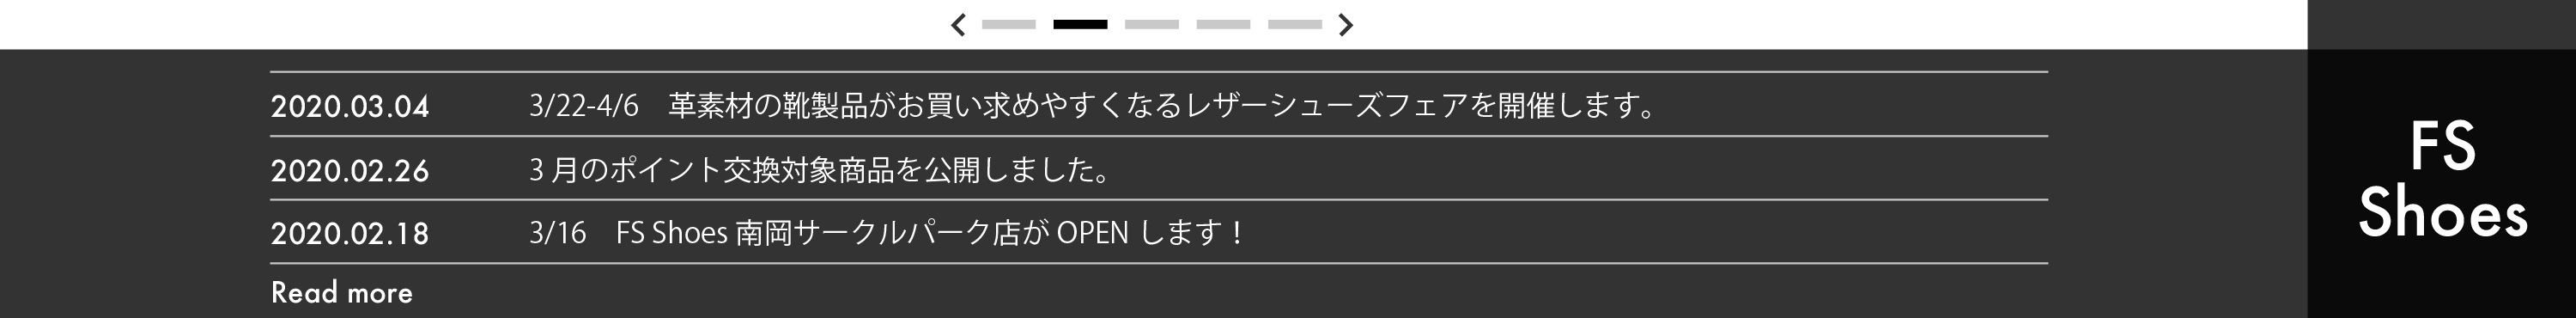 2020.03.04 3/22-4/6　革素材の靴製品がお買い求めやすくなるレザーシューズフェアを開催します。
2020.02.26 3 月のポイント交換対象商品を公開しました。
2020.02.18 3/16　FS Shoes 南岡サークルパーク店が OPEN します！
Read more
FS
Shoes